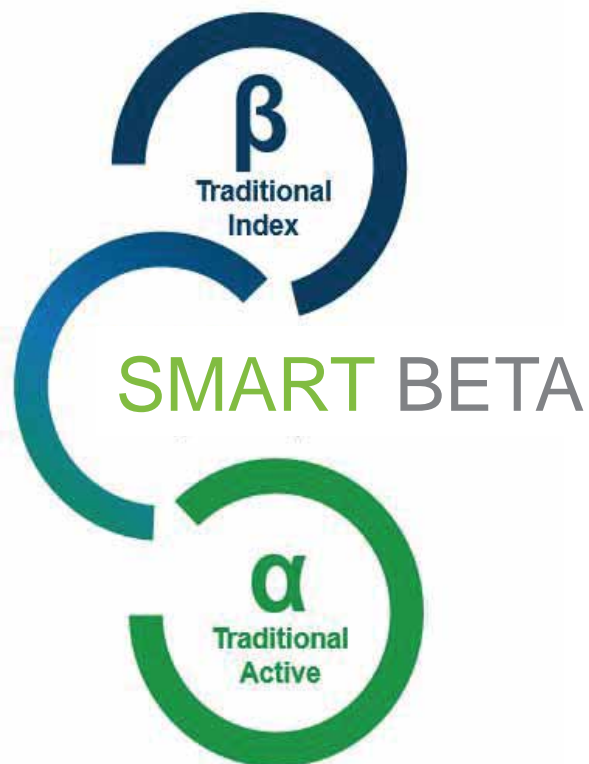 β
Traditional
Index
SMART BETA
α
Traditional
Active